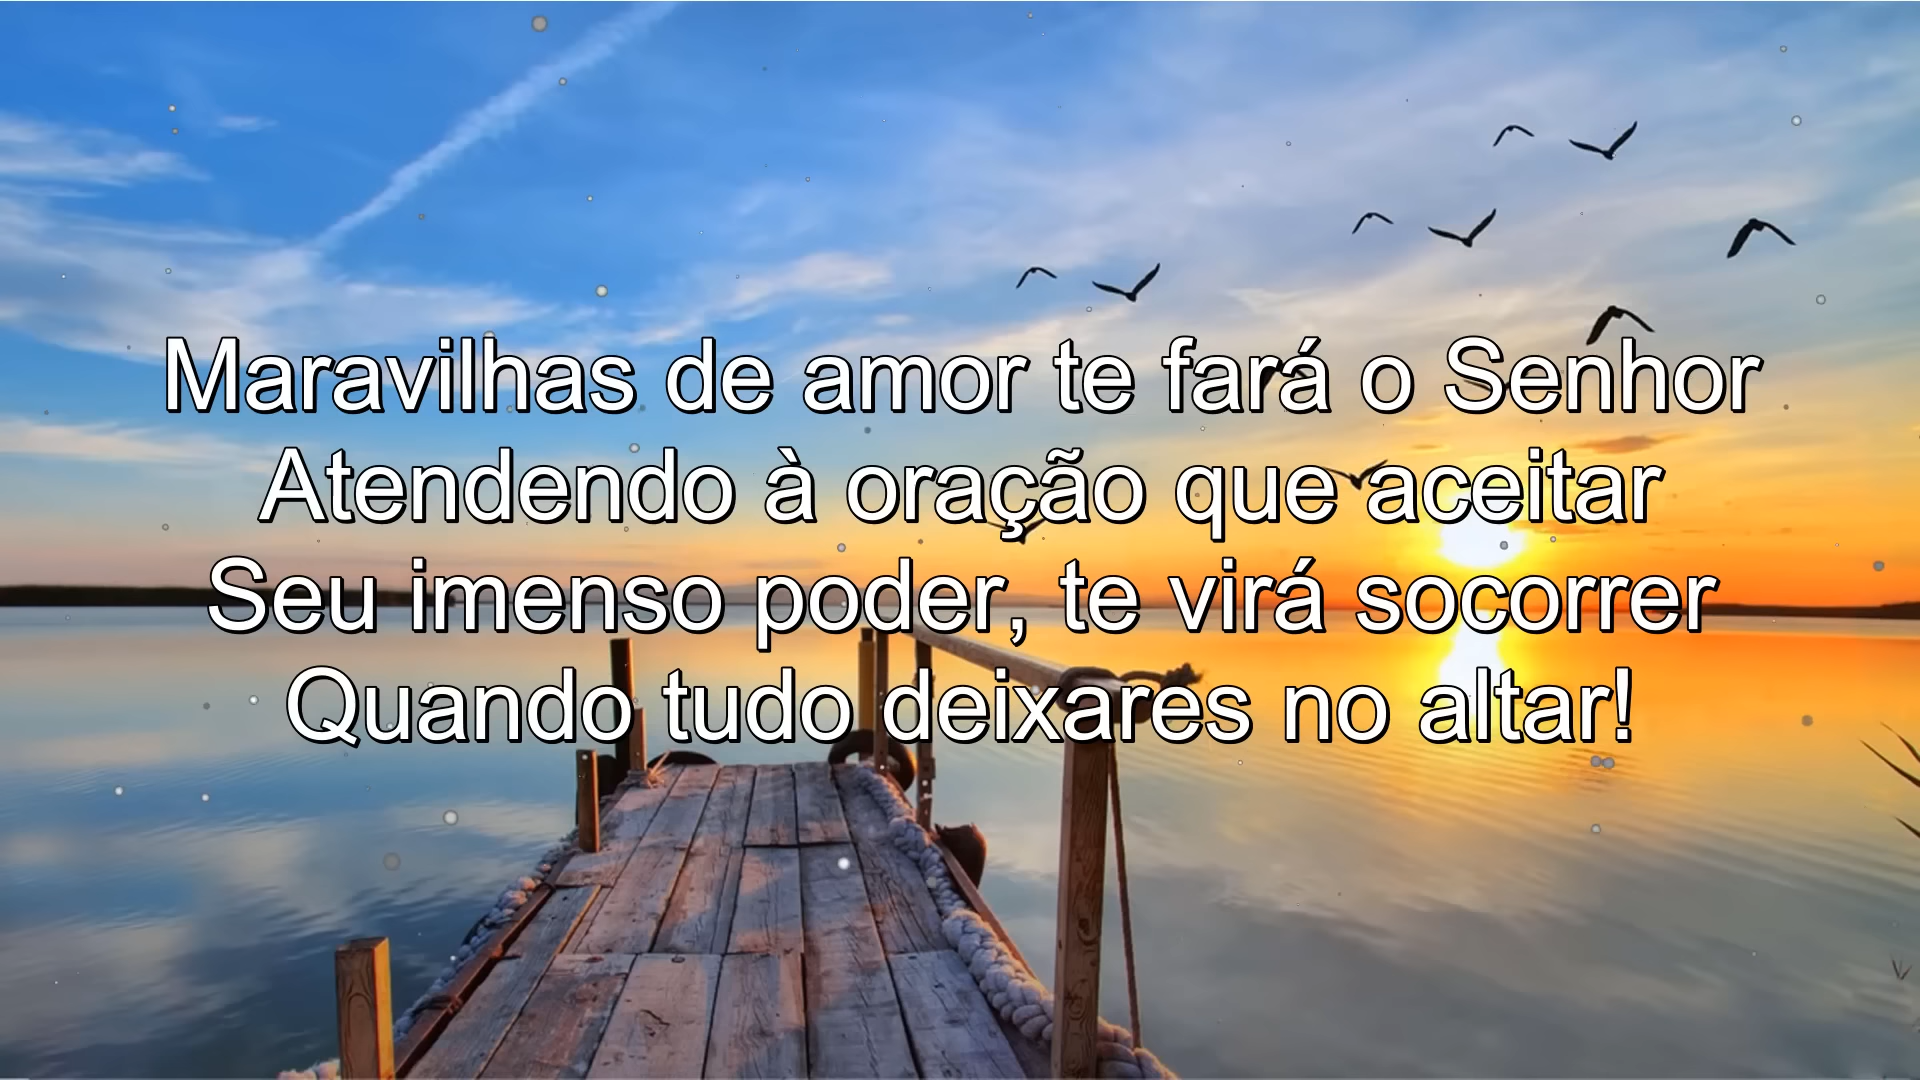 Maravilhas de amor te fará o Senhor
Atendendo à oração que aceitar
Seu imenso poder, te virá socorrer
Quando tudo deixares no altar!